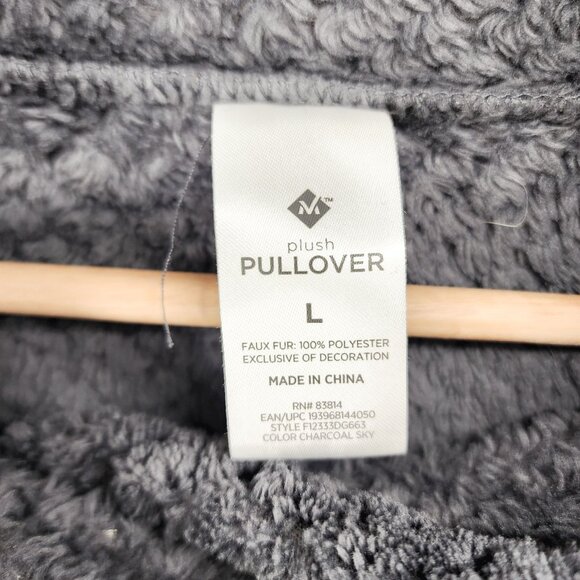 M™
plush
PULLOVER
L
FAUX FUR: 100% POLYESTER
EXCLUSIVE OF DECORATION
MADE IN CHINA
RN# 83814
EAN/UPC 193968144050
STYLE F12333DG663
COLOR CHARCOAL SKY